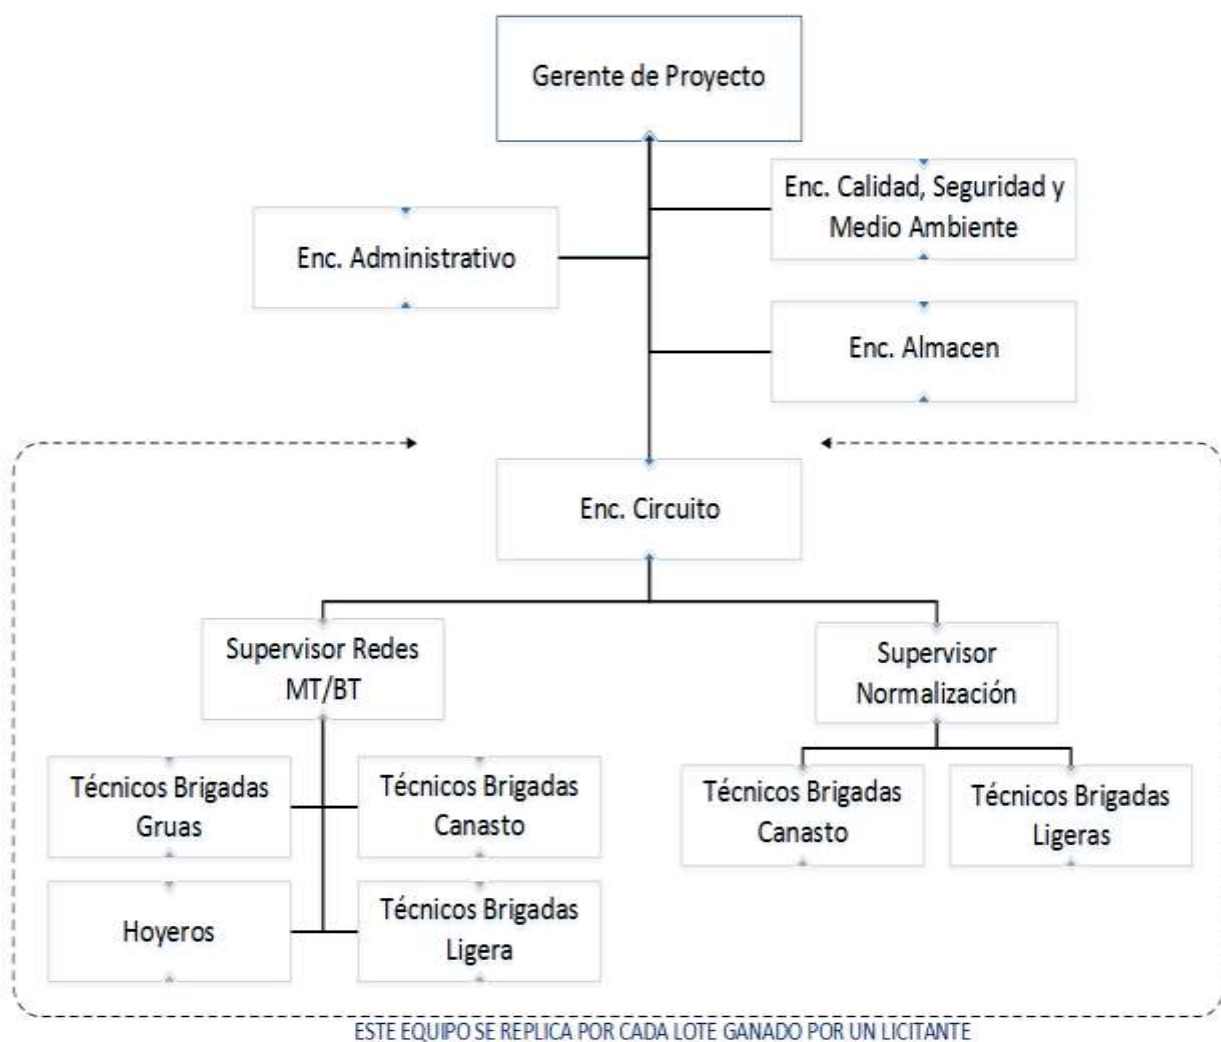 Gerente de Proyecto
Enc. Calidad, Seguridad y
Medio Ambiente
Enc. Administrativo
Enc. Almacen
Enc. Circuito
Supervisor Redes
MT/BT
Supervisor
Normalización
Técnicos Brigadas
Gruas
Técnicos Brigadas
Canasto
Técnicos Brigadas
Canasto
Técnicos Brigadas
Ligeras
Hoyeros
Técnicos Brigadas
Ligera
ESTE EQUIPO SE REPLICA POR CADA LOTE GANADO POR UN LICITANTE